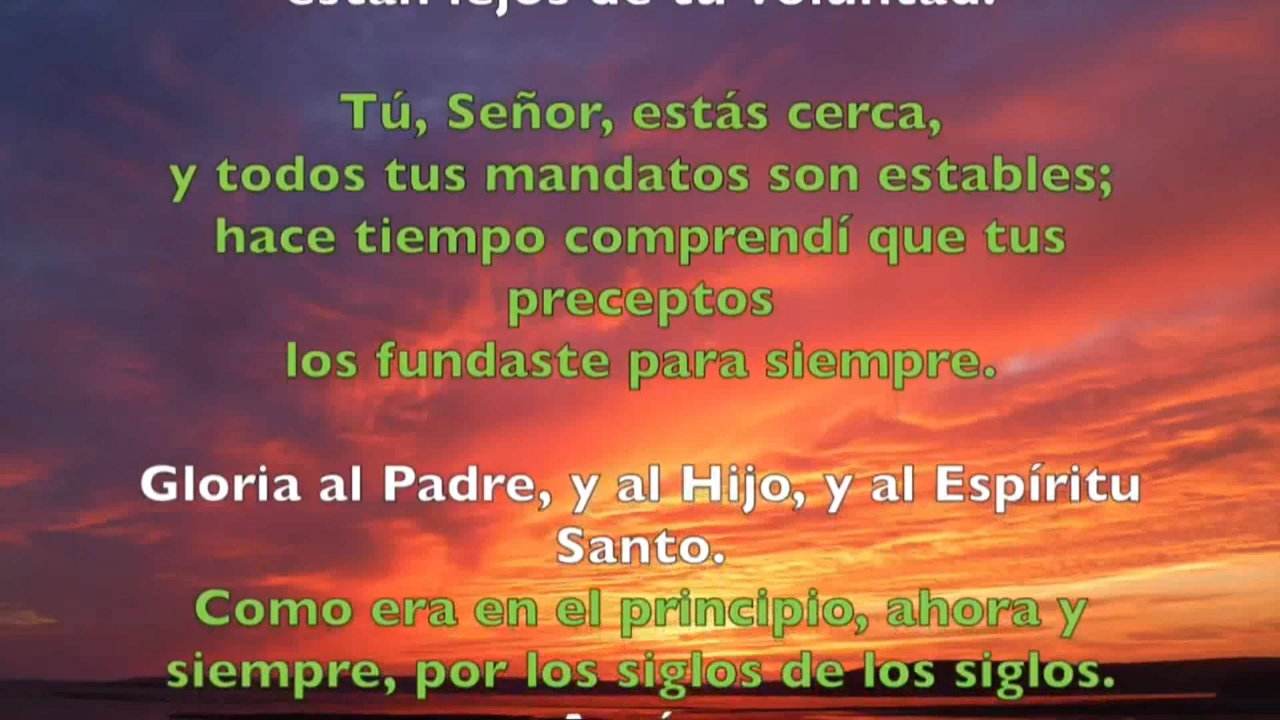 están lejos de tu voluntad.
Tú, Señor, estás cerca,
y todos tus mandatos son estables;
hace tiempo comprendí que tus
preceptos
los fundaste para siempre.
Gloria al Padre, y al Hijo, y al Espíritu
Santo.
Como era en el principio, ahora y
siempre, por los siglos de los siglos.